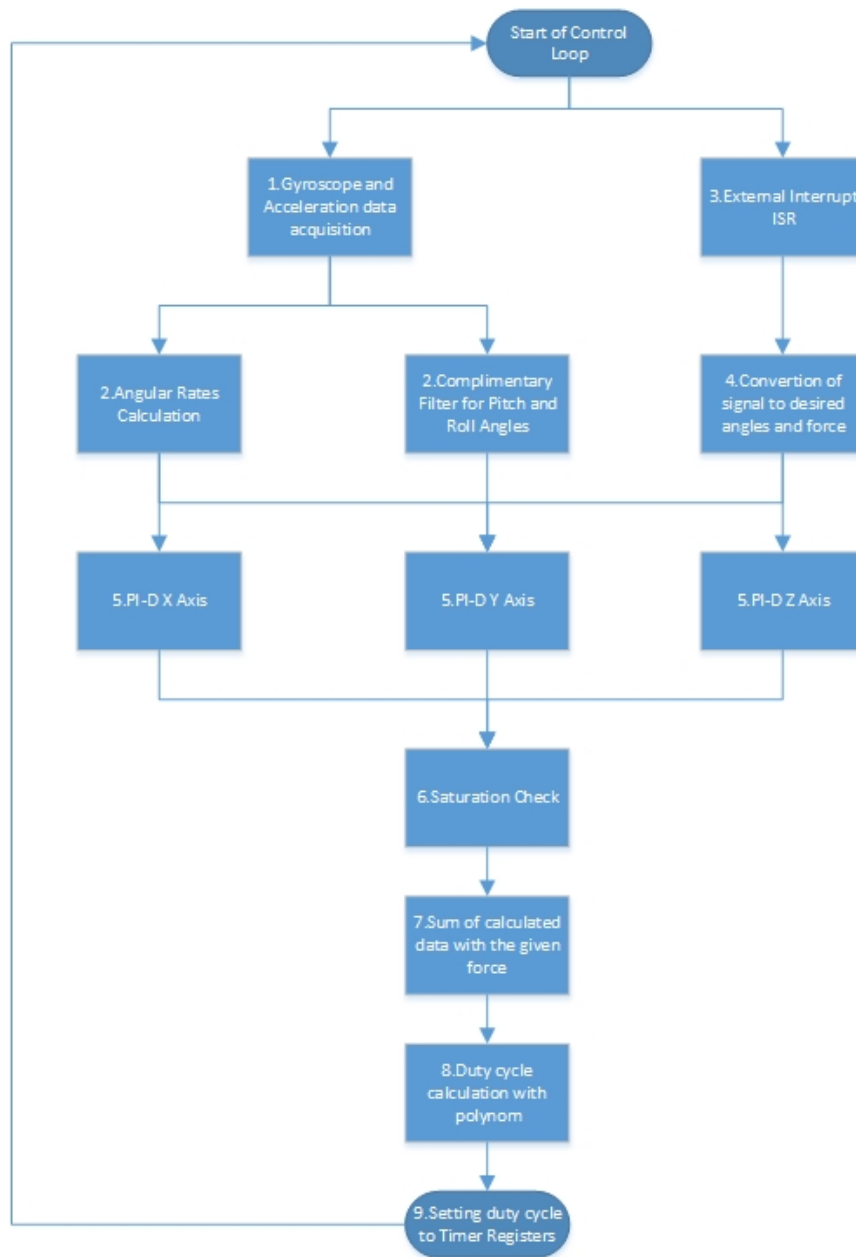 Start of Control
Loop
1.Gyroscope and
Acceleration data
acquisition
3.External Interrupt
ISR
2.Angular Rates
Calculation
2.Complimentary
Filter for Pitch and
Roll Angles
4.Convertion of
signal to desired
angles and force
5.PI-D X Axis
5.PI-D Y Axis
5.PI-D Z Axis
6.Saturation Check
7.Sum of calculated
data with the given
force
8.Duty cycle
calculation with
polynom
9.Setting duty cycle
to Timer Registers